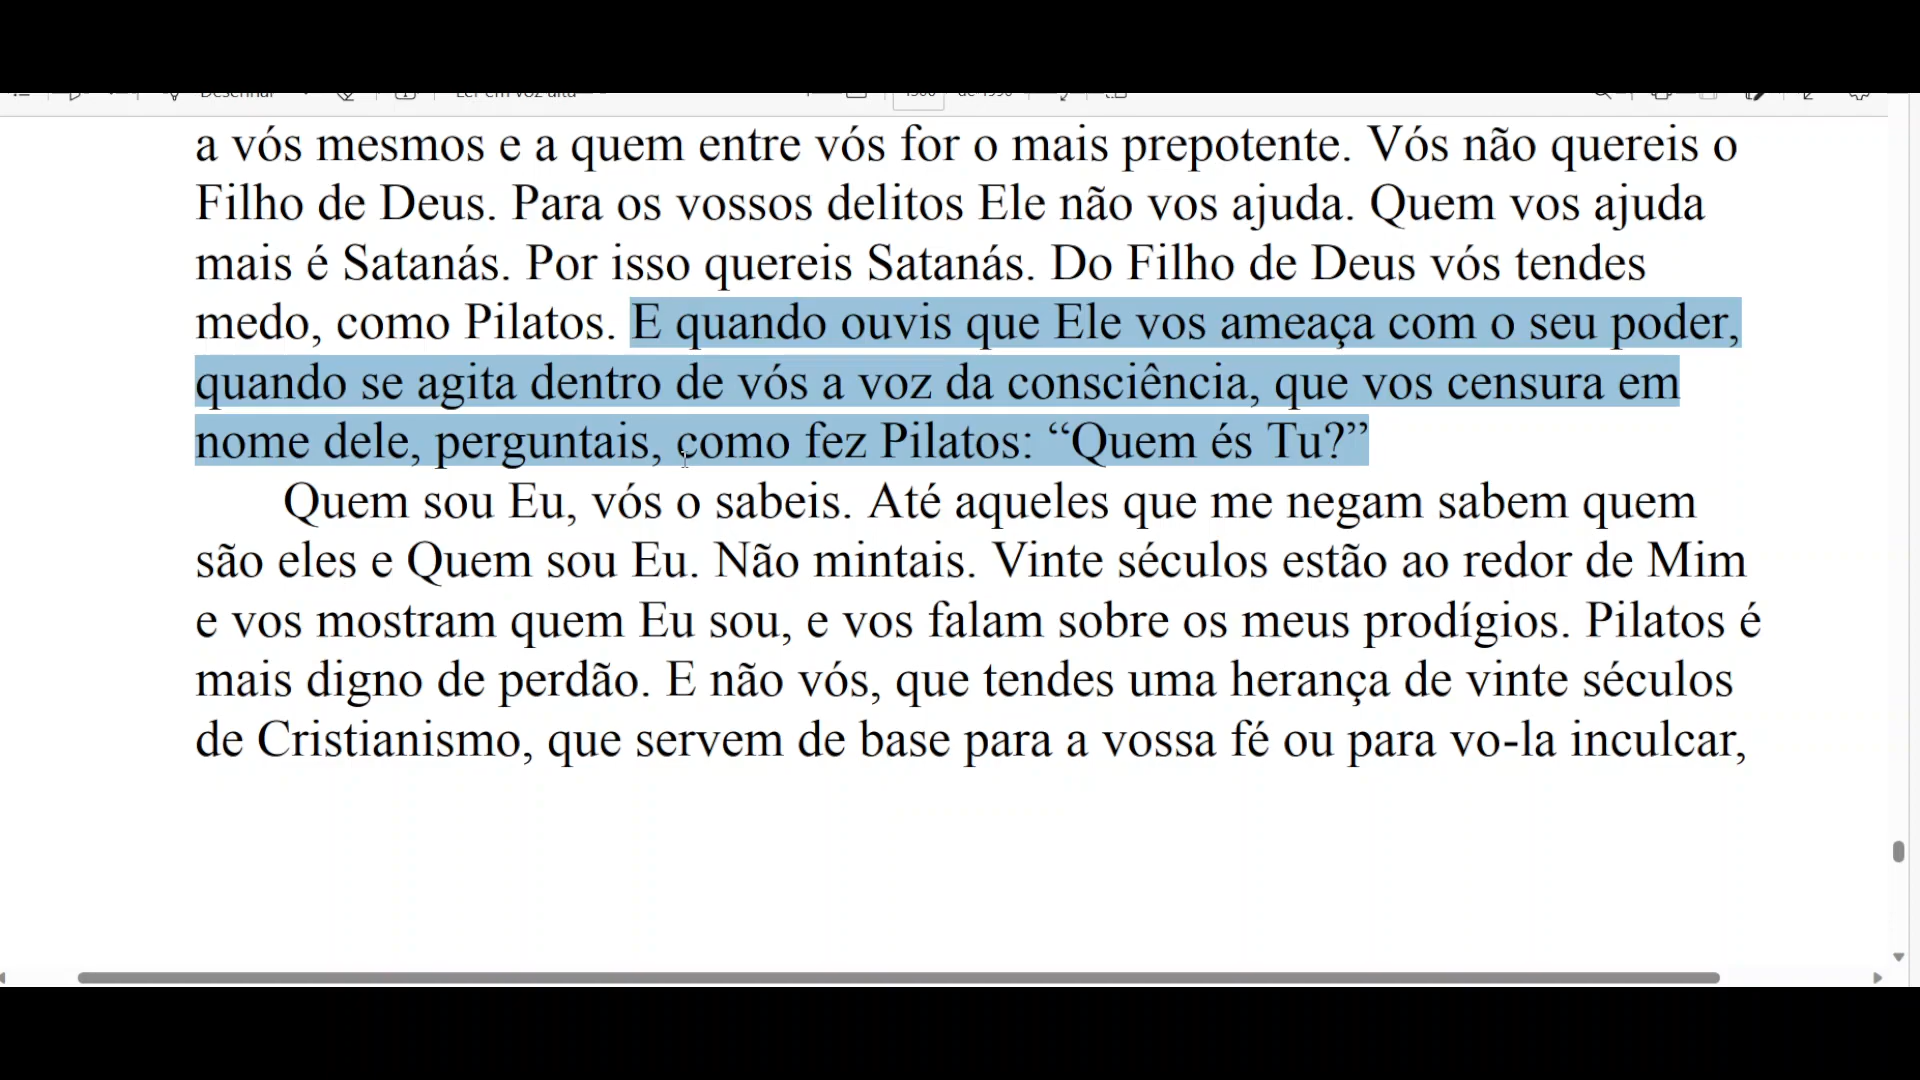 a vós mesmos e a quem entre vós for o mais prepotente. Vós não quereis o
Filho de Deus. Para os vossos delitos Ele não vos ajuda. Quem vos ajuda
mais é Satanás. Por isso quereis Satanás. Do Filho de Deus vós tendes
medo, como Pilatos. E quando ouvis que Ele vos ameaça com o seu poder,
quando se agita dentro de vós a voz da consciência, que vos censura em
nome dele, perguntais, como fez Pilatos: “Quem és Tu?”
Quem sou Eu, vós o sabeis. Até aqueles que me negam sabem quem
são eles e Quem sou Eu. Não mintais. Vinte séculos estão ao redor de Mim
e vos mostram quem Eu sou, e vos falam sobre os meus prodígios. Pilatos é
mais digno de perdão. E não vós, que tendes uma herança de vinte séculos
de Cristianismo, que servem de base para a vossa fé ou para vo-la inculcar,